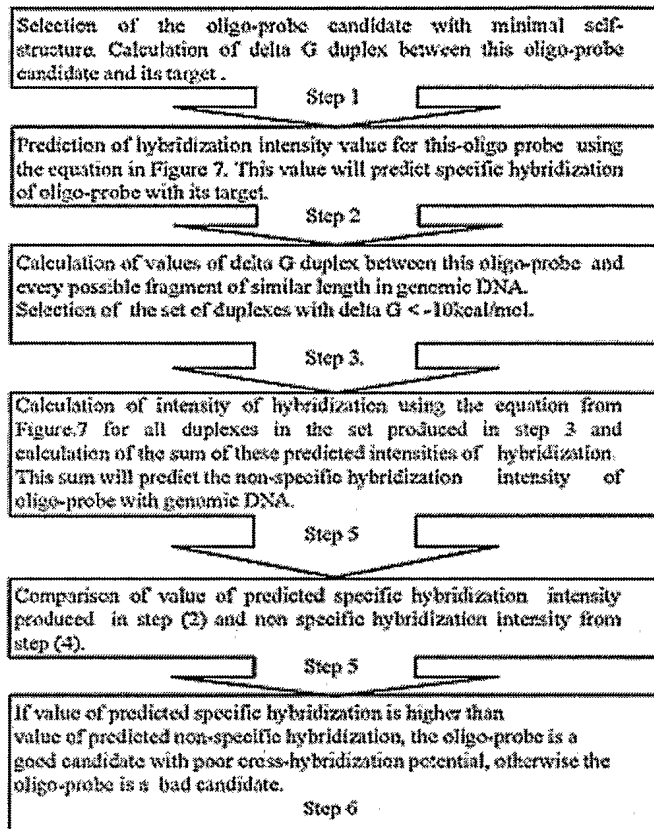 Selection of the oligo-probe candidate with minimal self-
structure. Calculation of delta G duplex between this oligo-probe
candidate and its target .
Step 1
Prediction of hybridization intensity value for this-oligo probe using
the equation in Figure 7. This value will predict specific hybridization
of oligo-probe with its target.
Step 2
Calculation of values of delta G duplex between this oligo-probe and
every possible fragment of similar length in genomic DNA.
Selection of the set of duplexes with delta G < -10kcal/mol.
Step 3.
Calculation of intensity of hybridization using the equation from
Figure.7 for all duplexes in the set produced in step 3 and
calculation of the sum of these predicted intensities of hybridization
This sum will predict the non-specific hybridization intensity of
oligo-probe with genomic DNA.
Step 5
Comparison of value of predicted specific hybridization intensity
produced in step (2) and non specific hybridization intensity from
step (4).
Step 5
If value of predicted specific hybridization is higher than
value of predicted non-specific hybridization, the oligo-probe is a
good candidate with poor cross-hybridization potential, otherwise the
oligo-probe is a bad candidate.
Step 6